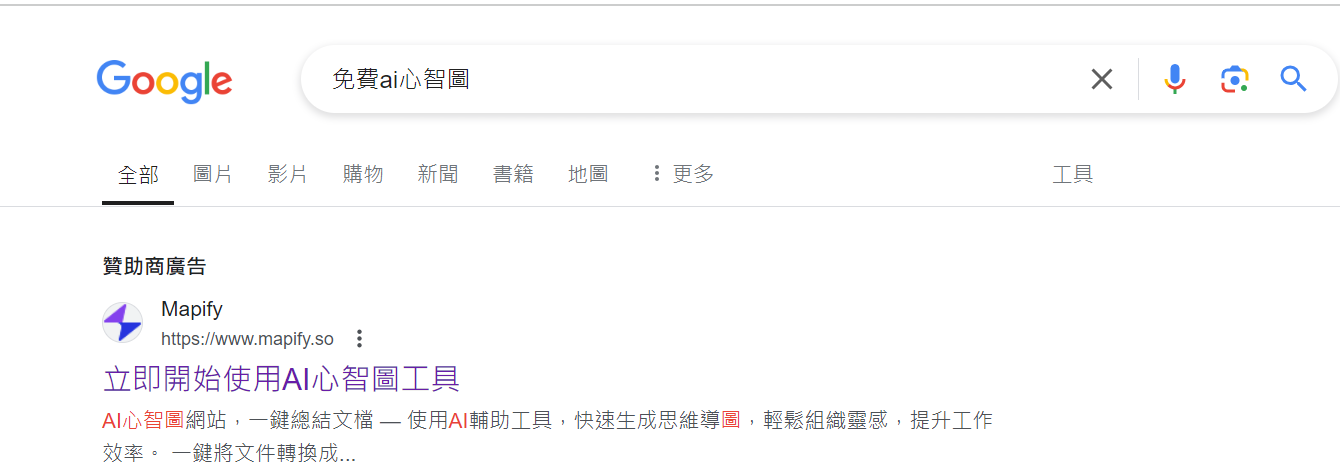 Google
免費ai心智圖
全部 圖片 影片 購物 新聞 書籍 地圖 更多 工具
贊助商廣告
Mapify
https://www.mapify.so
立即開始使用AI心智圖工具
AI心智圖網站，一鍵總結文檔 — 使用AI輔助工具，快速生成思維導圖，輕鬆組織靈感，提升工作
效率。 一鍵將文件轉換成...